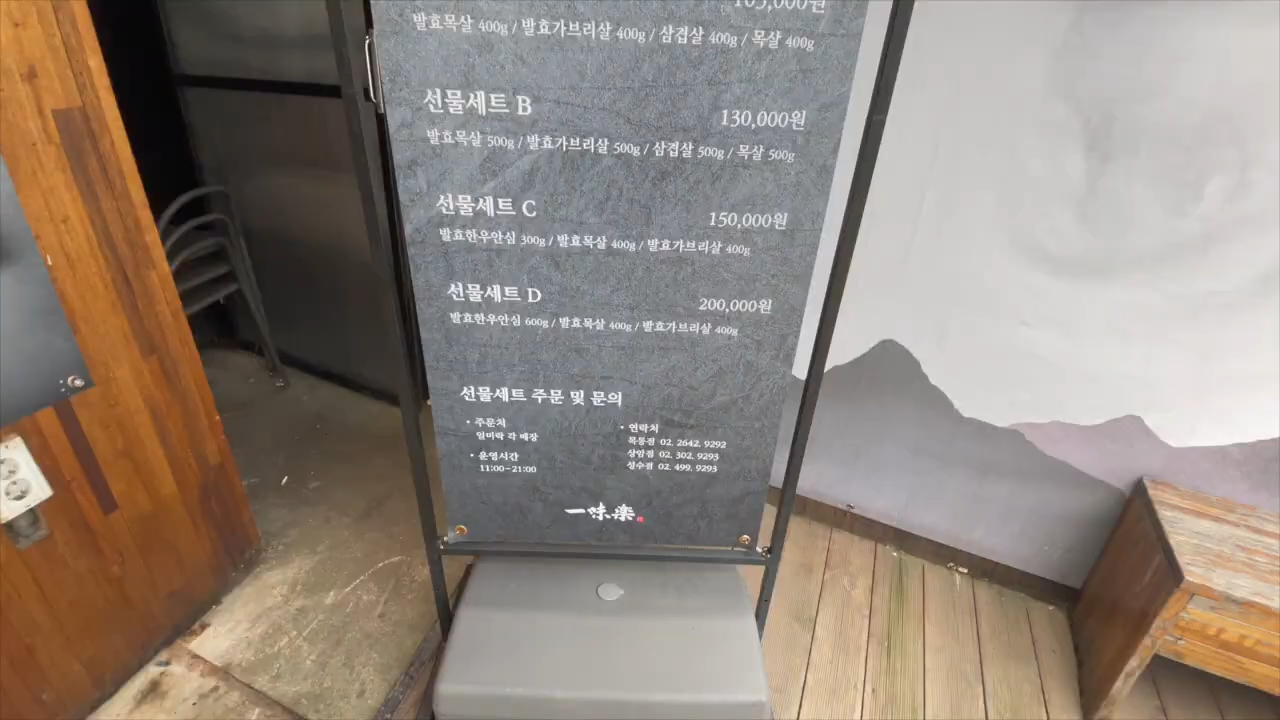 105,000원
발효목살 400g / 발효가브리살 400g / 삼겹살 400g / 목살 400g
선물세트 B 130,000원
발효목살 500g / 발효가브리살 500g / 삼겹살 500g / 목살 500g
선물세트 C 150,000원
발효한우안심 300g / 발효목살 400g / 발효가브리살 400g
선물세트 D 200,000원
발효한우안심 600g / 발효목살 400g / 발효가브리살 400g
선물세트 주문 및 문의
• 주문처
일미락 각 매장
• 운영시간
11:00~21:00
• 연락처
목동점 02. 2642. 9292
상암점 02. 302. 9293
성수점 02. 499. 9293
一味楽